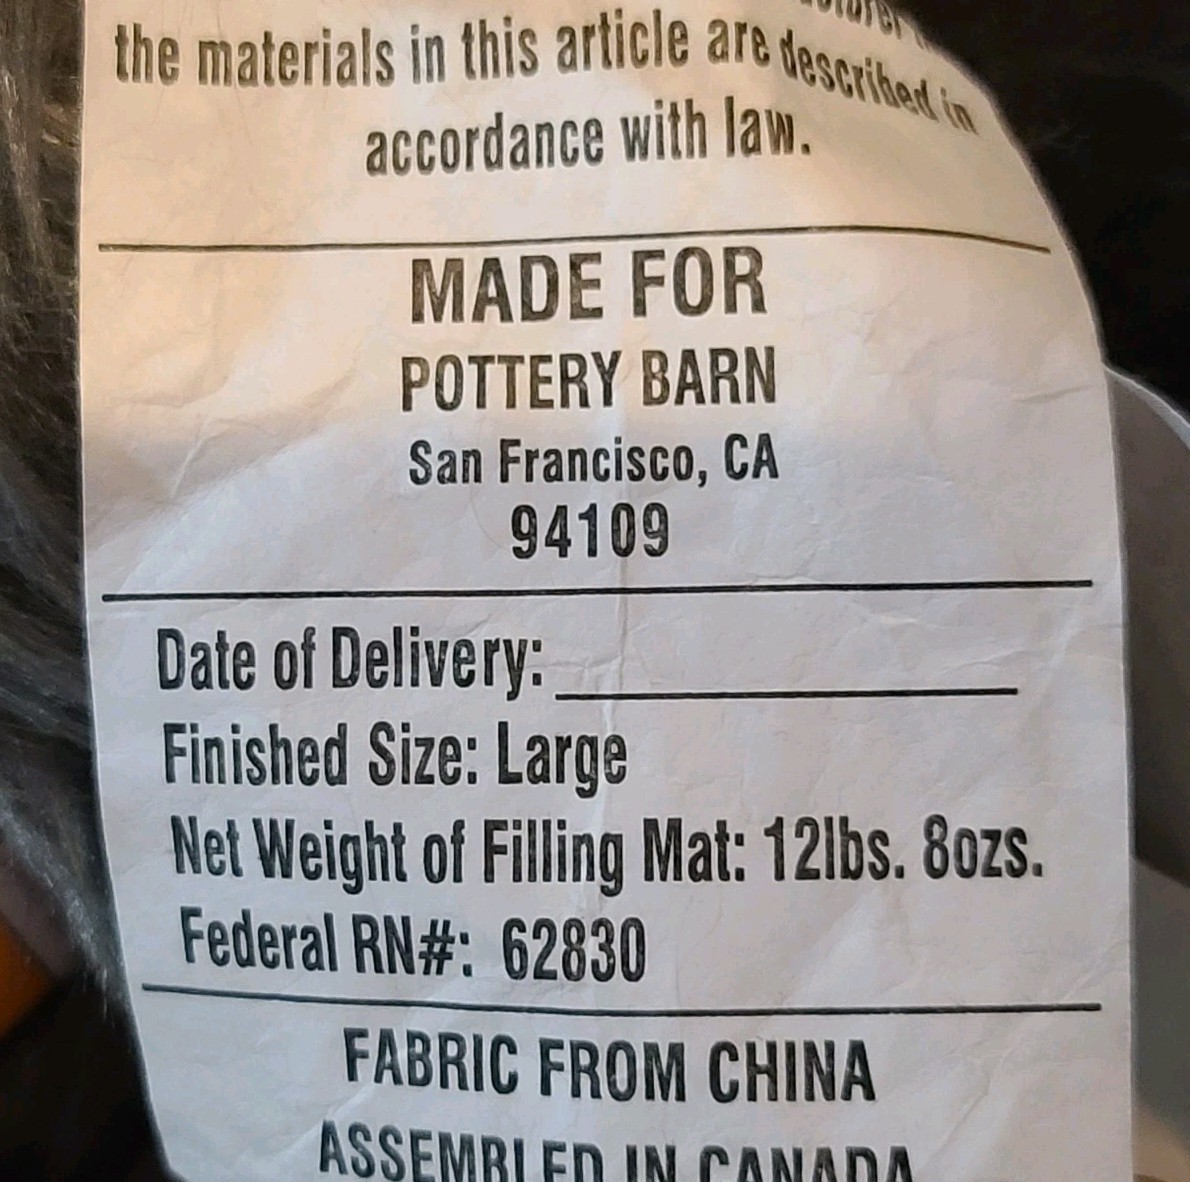 the materials in this article are described in
accordance with law.
MADE FOR
POTTERY BARN
San Francisco, CA
94109
Date of Delivery:
Finished Size: Large
Net Weight of Filling Mat: 12lbs. 8ozs.
Federal RN#: 62830
FABRIC FROM CHINA
ASSEMBLED IN CANADA